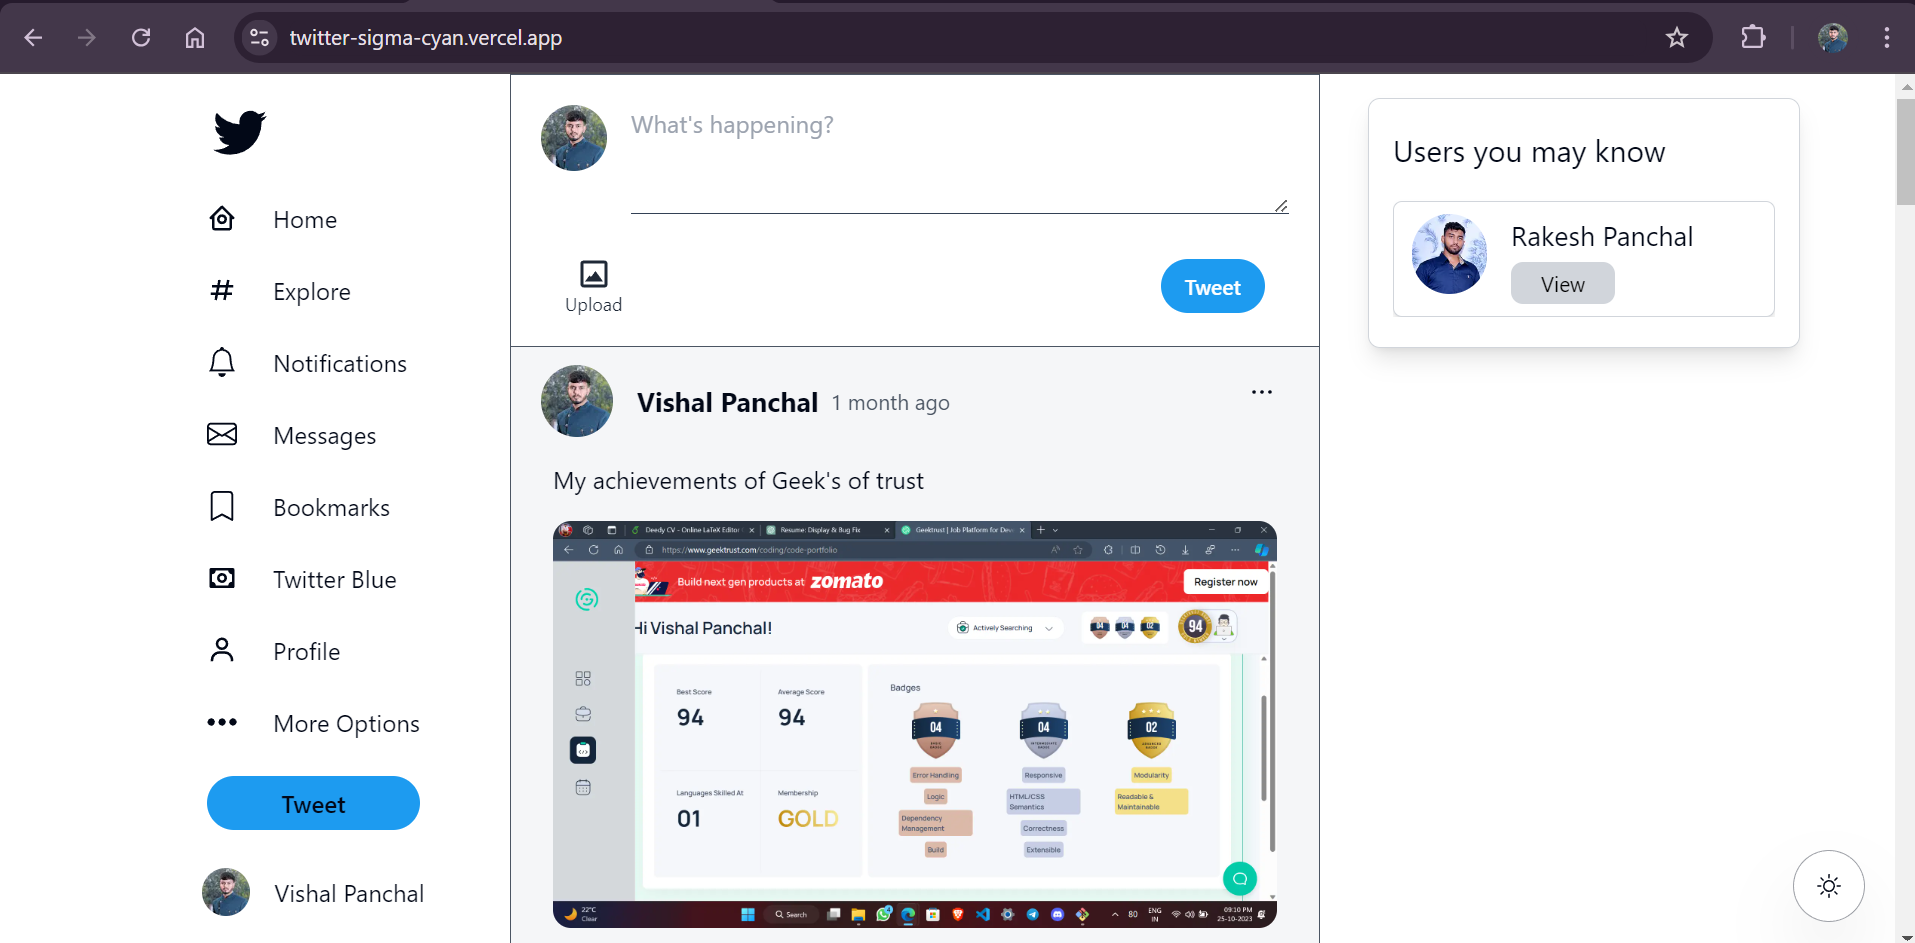 twitter-sigma-cyan.vercel.app
Home
Explore
Notifications
Messages
Bookmarks
Twitter Blue
Profile
More Options
Tweet
Vishal Panchal
What's happening?
Upload
Tweet
Vishal Panchal 1 month ago
My achievements of Geek's of trust
Deedy CV - Online LaTeX Editor
Resume: Display & Bug Fix
Geektrust | Job Platform for Dev
https://www.geektrust.com/coding/code-portfolio
Build next gen products at zomato
Register now
Hi Vishal Panchal!
Actively Searching
04
04
02
94
Best Score
94
Average Score
94
Languages Skilled At
01
Membership
GOLD
Badges
04
04
02
Error Handling
Logic
Dependency
Management
Build
Responsive
HTML/CSS
Semantics
Correctness
Extensible
Modularity
Readable &
Maintainable
22°C
Clear
Search
80
ENG
IN
09:10 PM
25-10-2023
Users you may know
Rakesh Panchal
View